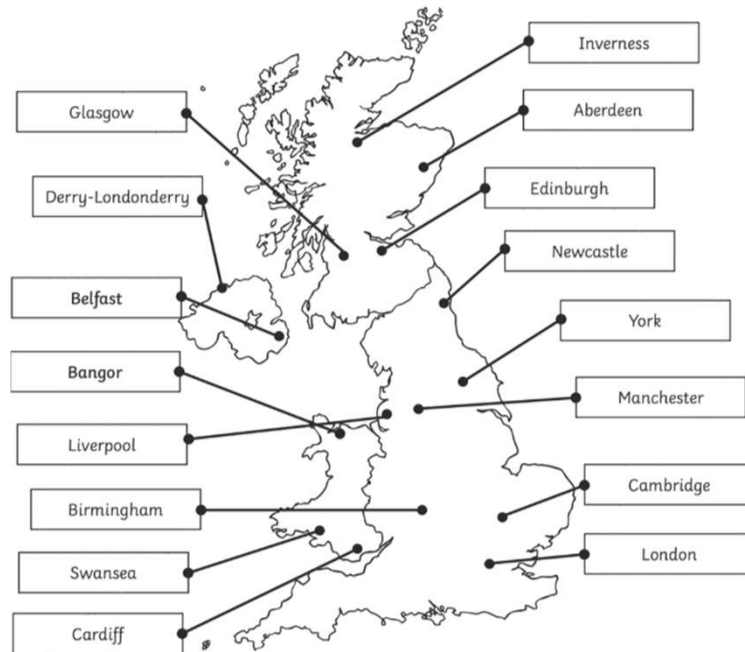 Inverness
Glasgow
Aberdeen
Derry-Londonderry
Edinburgh
Newcastle
Belfast
York
Bangor
Manchester
Liverpool
Cambridge
Birmingham
London
Swansea
Cardiff